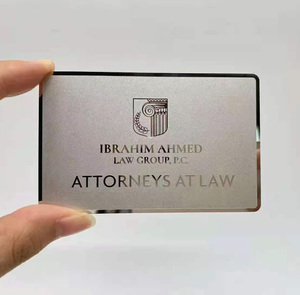 IBRAHIM AHMED
LAW GROUP, P.C.
ATTORNEYS AT LAW